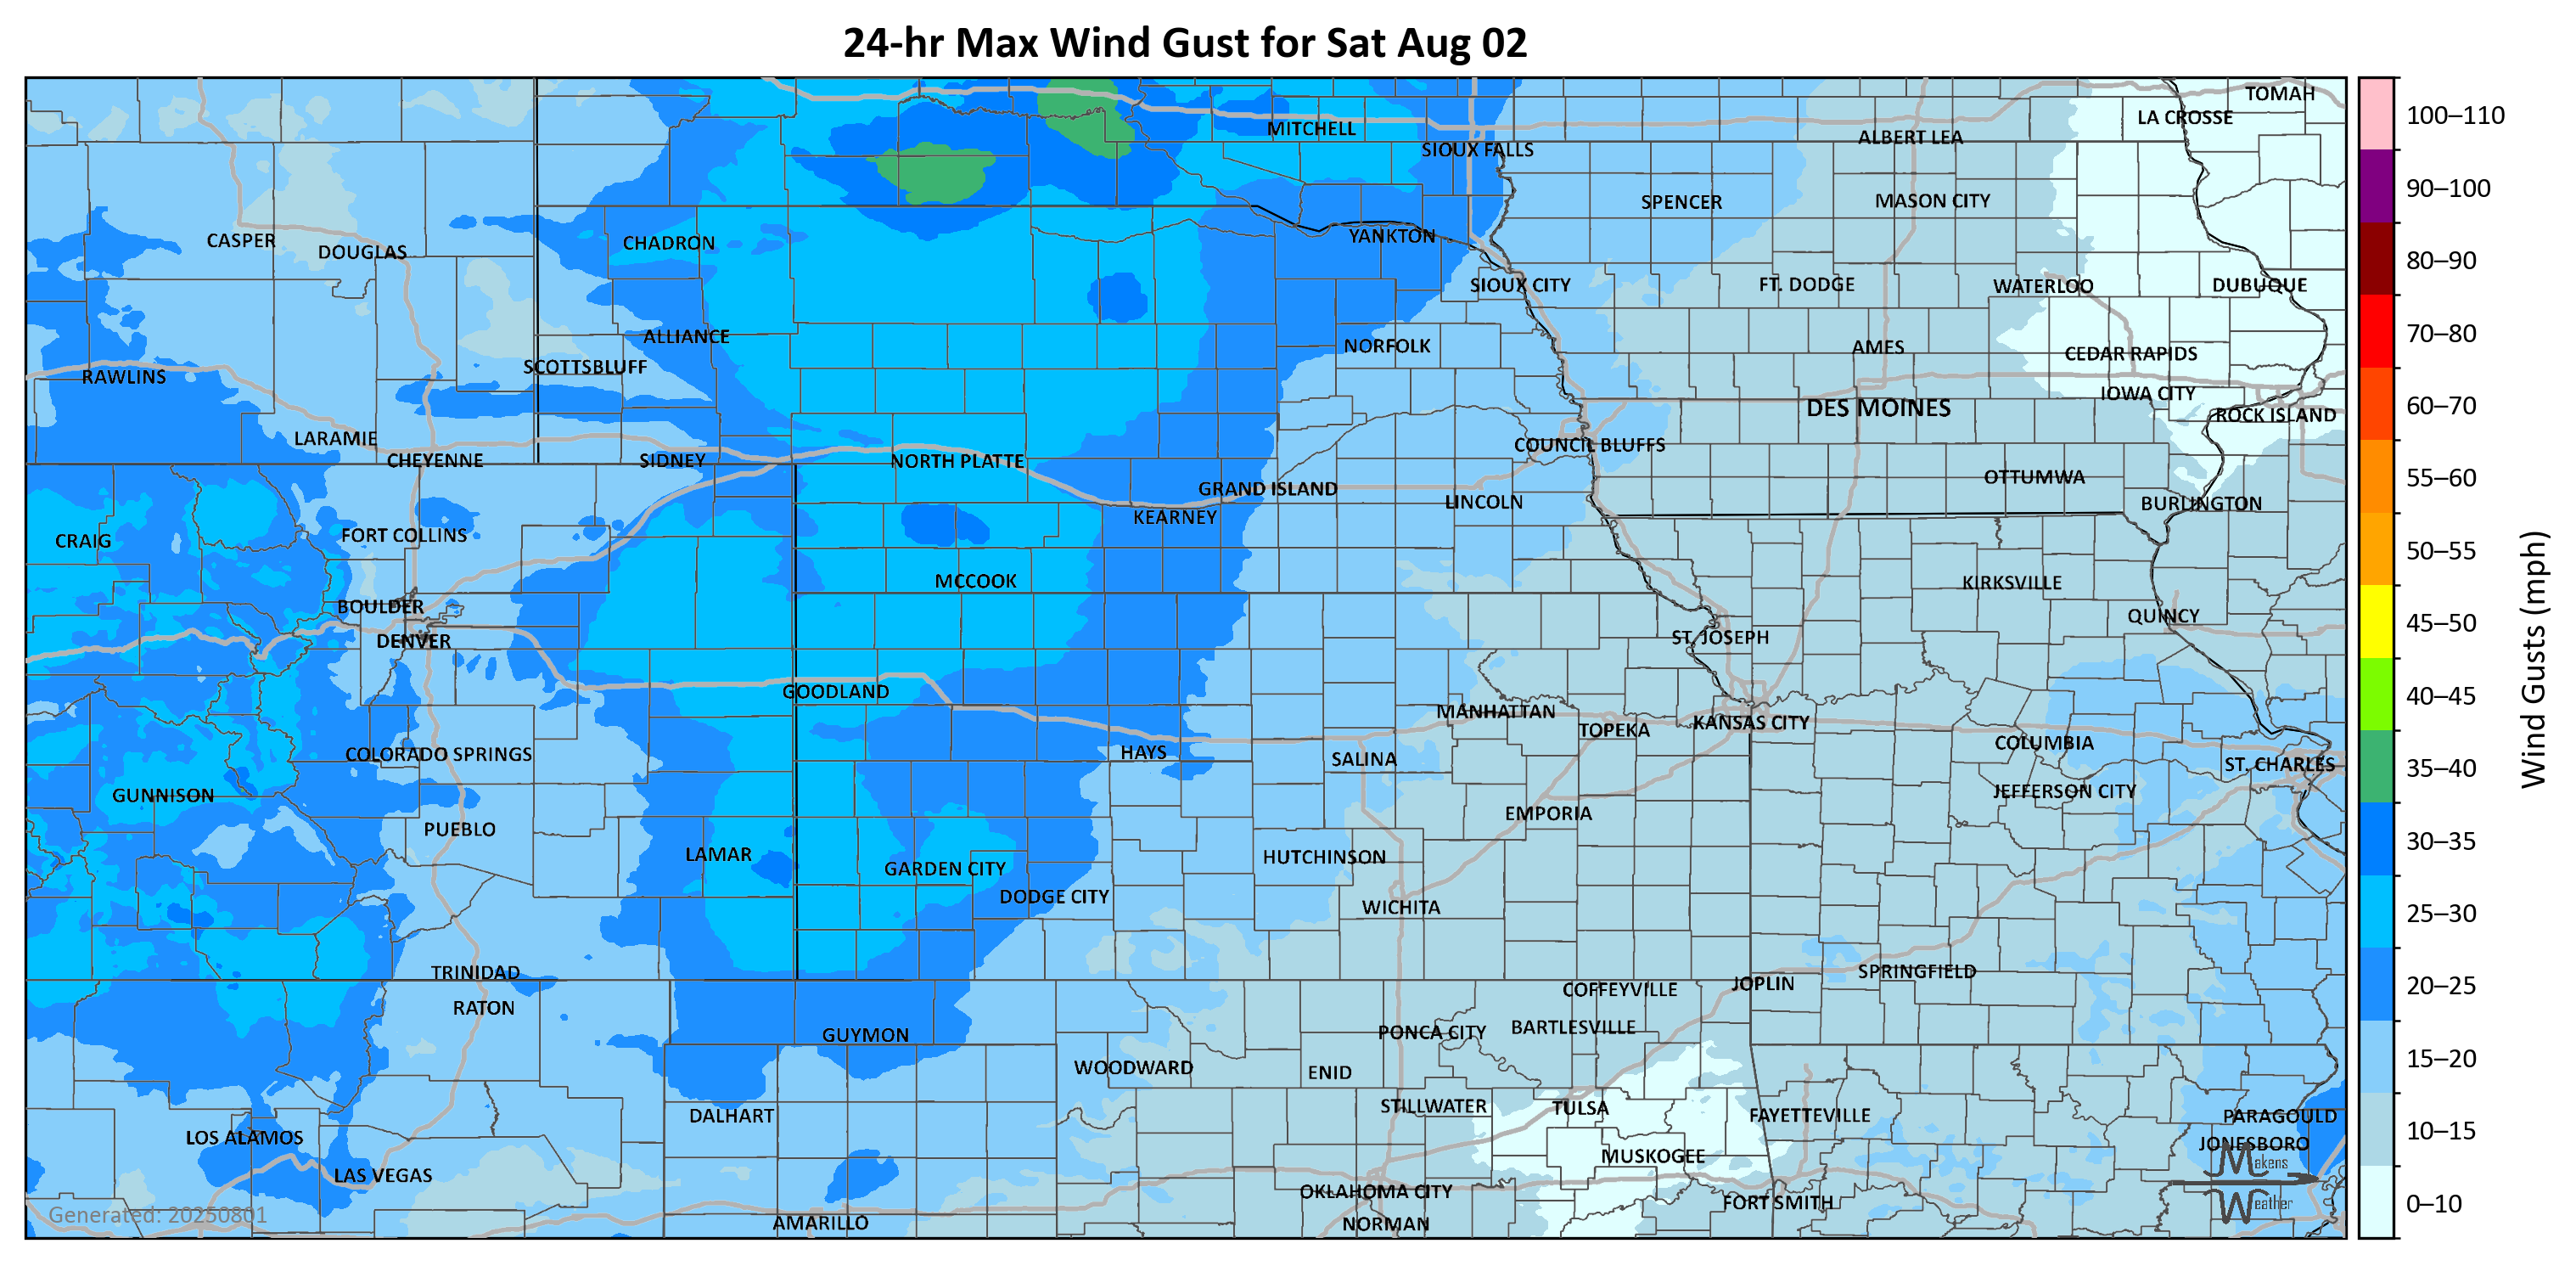 24-hr Max Wind Gust for Sat Aug 02
TOMAH
LA CROSSE
MITCHELL
ALBERT LEA
SIOUX FALLS
SPENCER
MASON CITY
CASPER
CHADRON
YANKTON
DOUGLAS
SIOUX CITY
FT. DODGE
WATERLOO
DUBUQUE
ALLIANCE
NORFOLK
AMES
CEDAR RAPIDS
SCOTTSBLUFF
RAWLINS
IOWA CITY
DES MOINES
ROCK ISLAND
LARAMIE
COUNCIL BLUFFS
CHEYENNE
SIDNEY
NORTH PLATTE
OTTUMWA
GRAND ISLAND
LINCOLN
BURLINGTON
KEARNEY
FORT COLLINS
CRAIG
MCCOOK
KIRKSVILLE
BOULDER
QUINCY
DENVER
ST. JOSEPH
GOODLAND
MANHATTAN
TOPEKA
KANSAS CITY
COLUMBIA
COLORADO SPRINGS
HAYS
SALINA
ST. CHARLES
GUNNISON
JEFFERSON CITY
EMPORIA
PUEBLO
LAMAR
HUTCHINSON
GARDEN CITY
DODGE CITY
WICHITA
TRINIDAD
SPRINGFIELD
JOPLIN
COFFEYVILLE
RATON
GUYMON
PONCA CITY
BARTLESVILLE
WOODWARD
ENID
DALHART
STILLWATER
TULSA
FAYETTEVILLE
PARAGOULD
LOS ALAMOS
JONESBORO
MUSKOGEE
LAS VEGAS
OKLAHOMA CITY
FORT SMITH
AMARILLO
NORMAN
Generated: 20250801
Makens
Weather
100–110
90–100
80–90
70–80
60–70
55–60
50–55
45–50
40–45
35–40
30–35
25–30
20–25
15–20
10–15
0–10
Wind Gusts (mph)